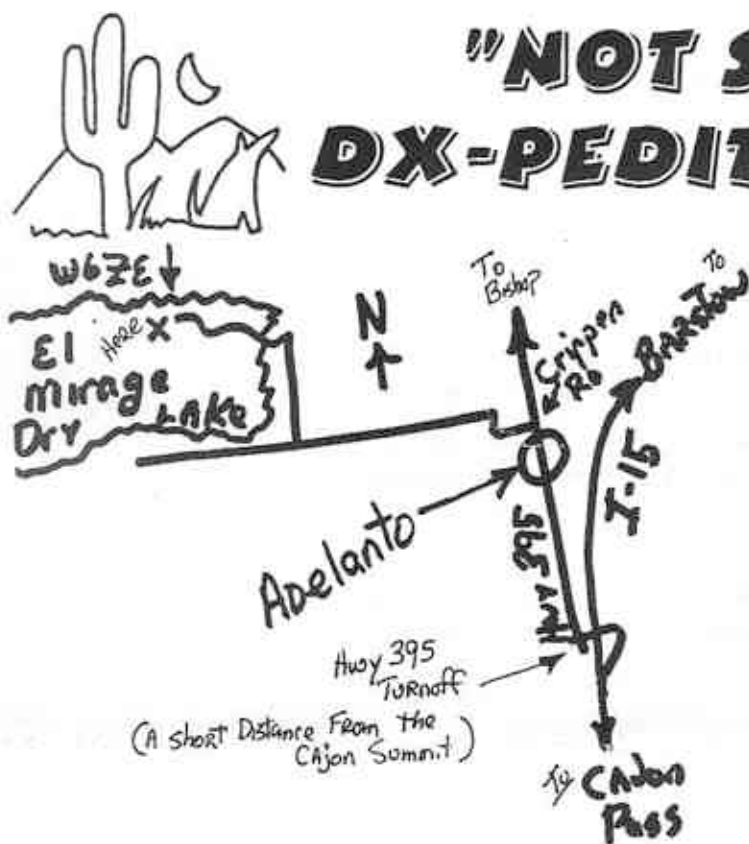 "NOT S
DX-PEDIT
W6ZE
Here X
El
Mirage
Dry LAKE
N
To
Bishop
Crippen
Rd
To
BARSTOW
I-15
Adelanto
Hwy 395
Hwy 395
Turnoff
(A short Distance From the
CAjon Summit)
To CAJon
Pass